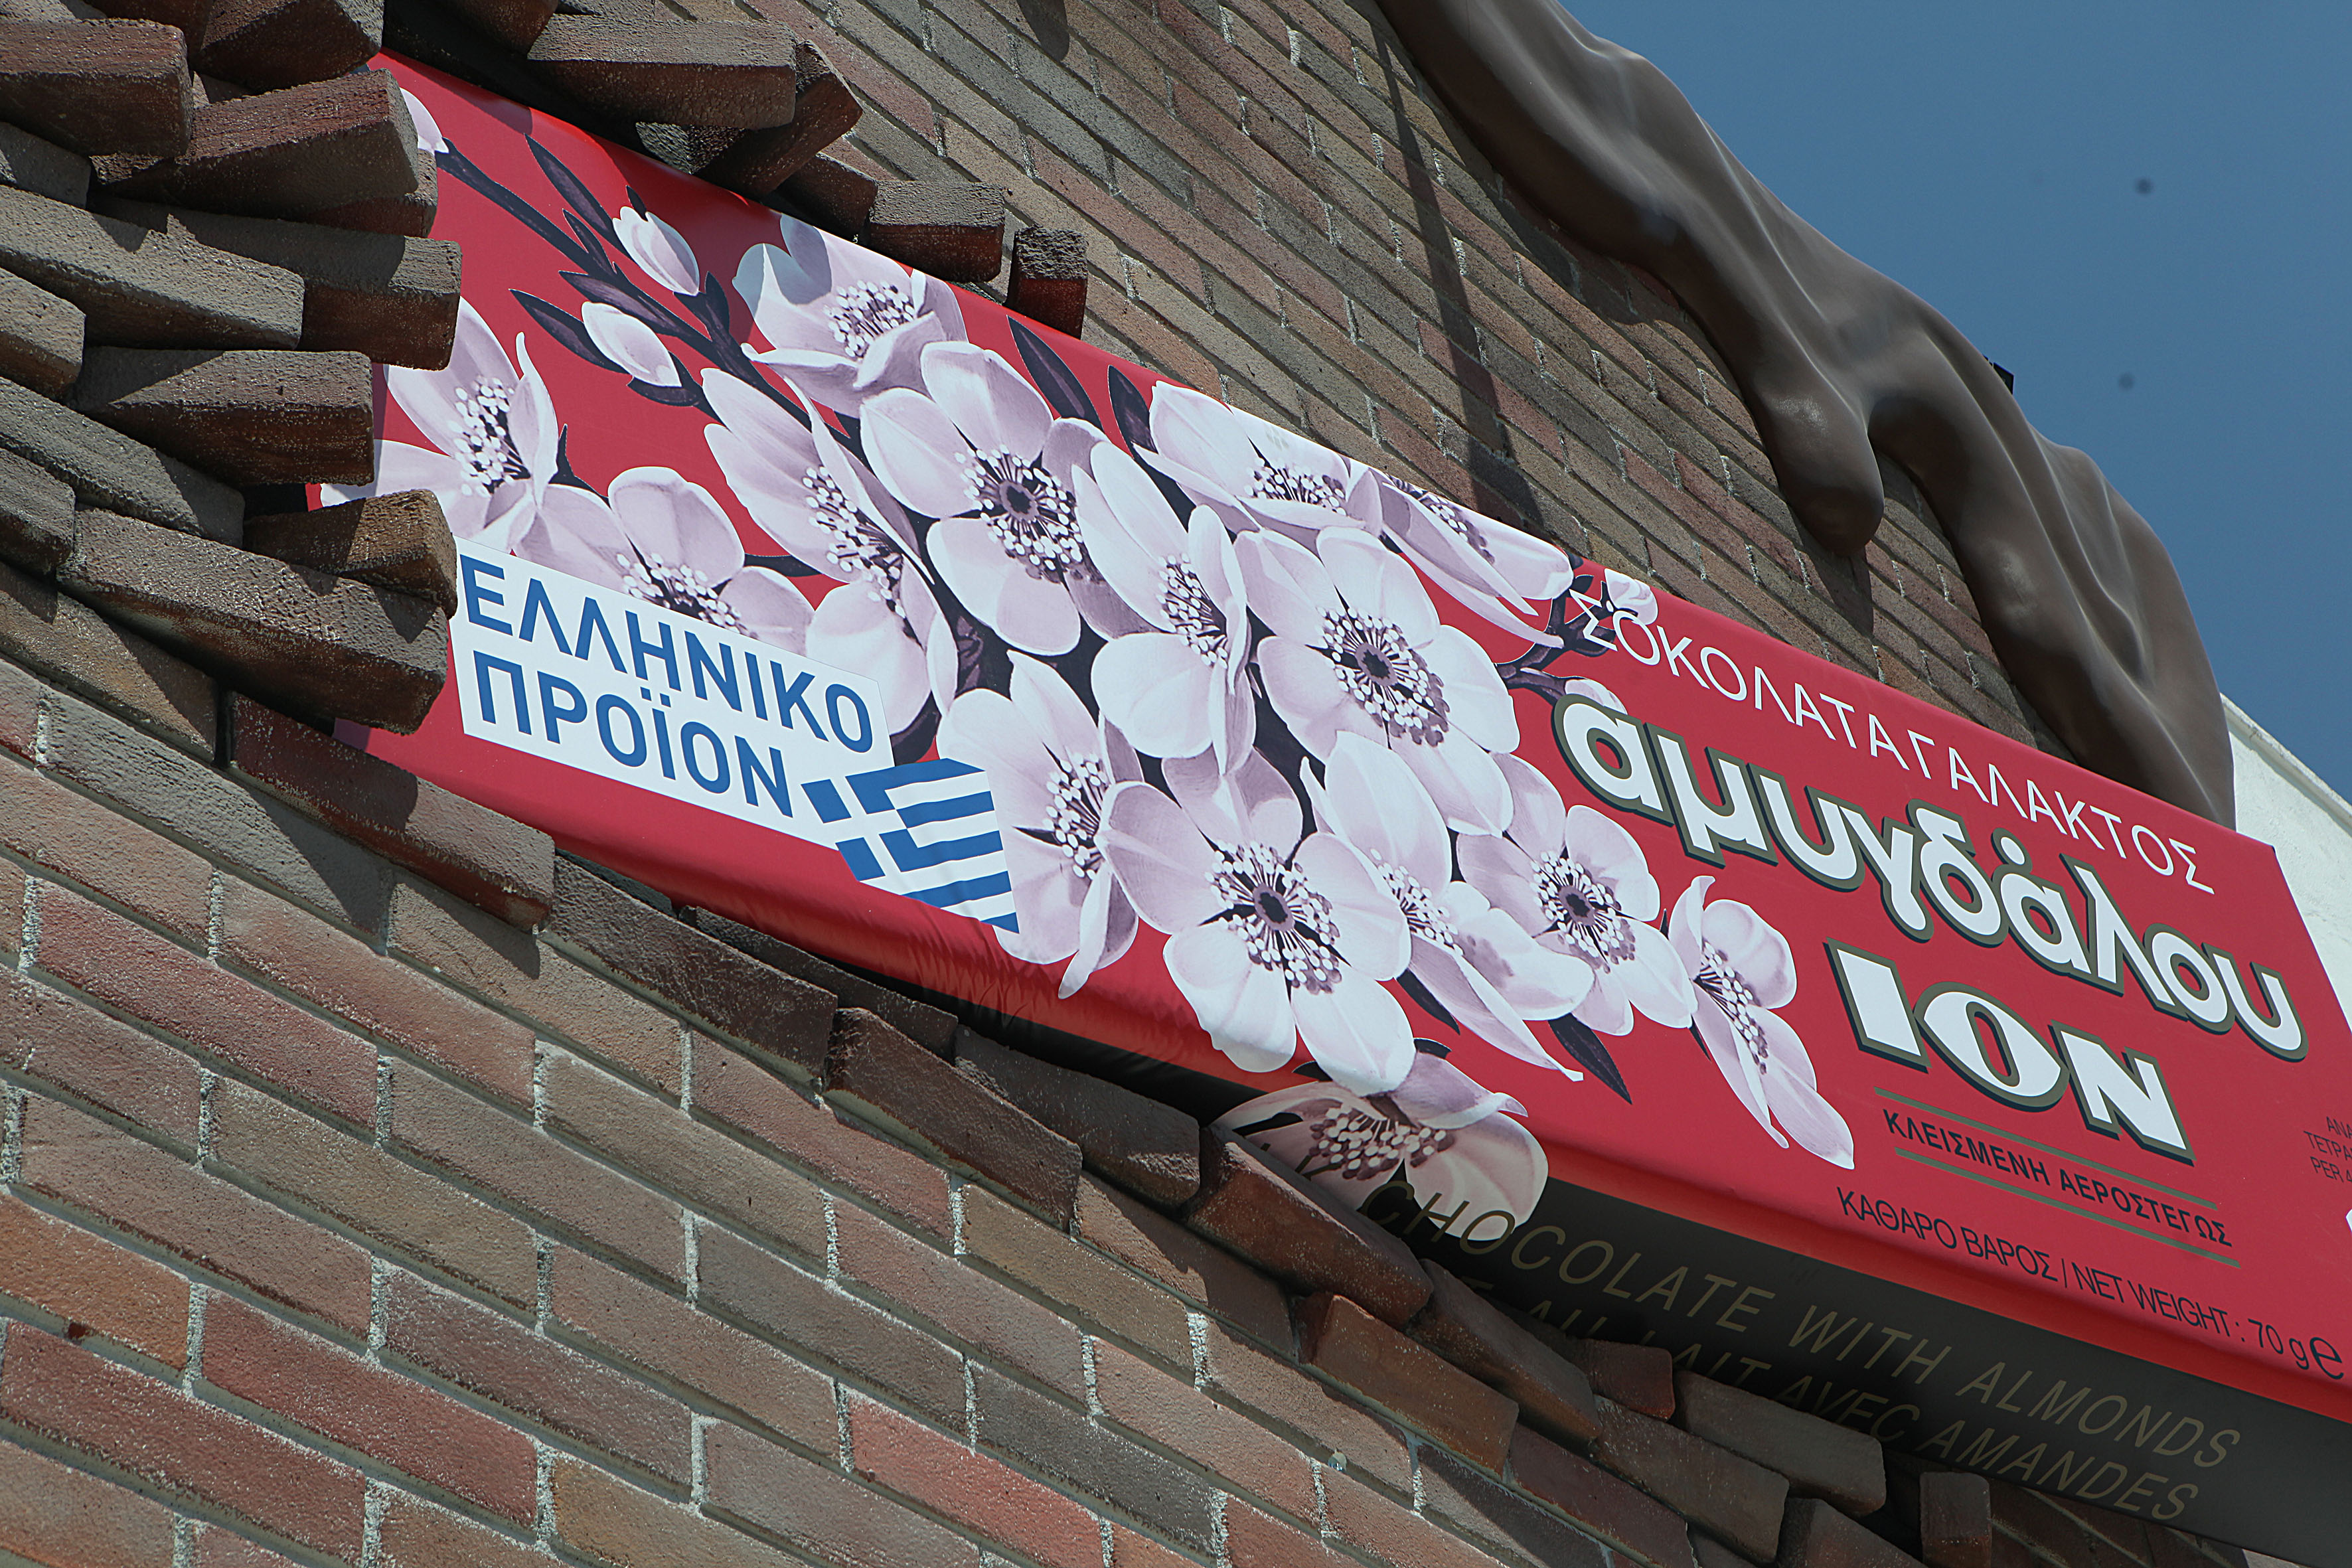 ΕΛΛΗΝΙΚΟ
ΠΡΟΪΟΝ
ΣΟΚΟΛΑΤΑ ΓΑΛΑΚΤΟΣ
αμυγδάλου
ΙΟΝ
ΚΛΕΙΣΜΕΝΗ ΑΕΡΟΣΤΕΓΩΣ
ΚΑΘΑΡΟ ΒΑΡΟΣ / NET WEIGHT : 70 g e
CHOCOLATE WITH ALMONDS
AU LAIT AVEC AMANDES
PER